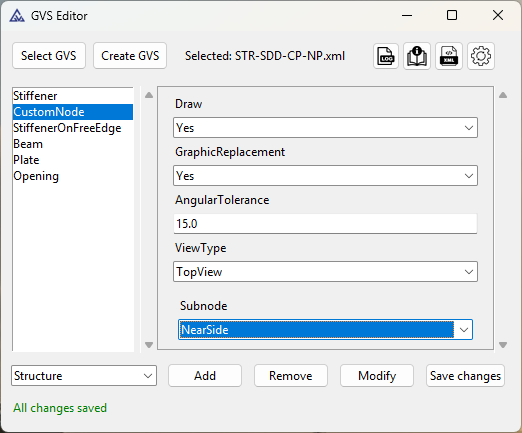 GVS Editor
Select GVS
Create GVS
Selected: STR-SDD-CP-NP.xml
LOG
XML
Stiffener
CustomNode
StiffenerOnFreeEdge
Beam
Plate
Opening
Draw
Yes
GraphicReplacement
Yes
AngularTolerance
15.0
ViewType
TopView
Subnode
NearSide
Structure
Add
Remove
Modify
Save changes
All changes saved